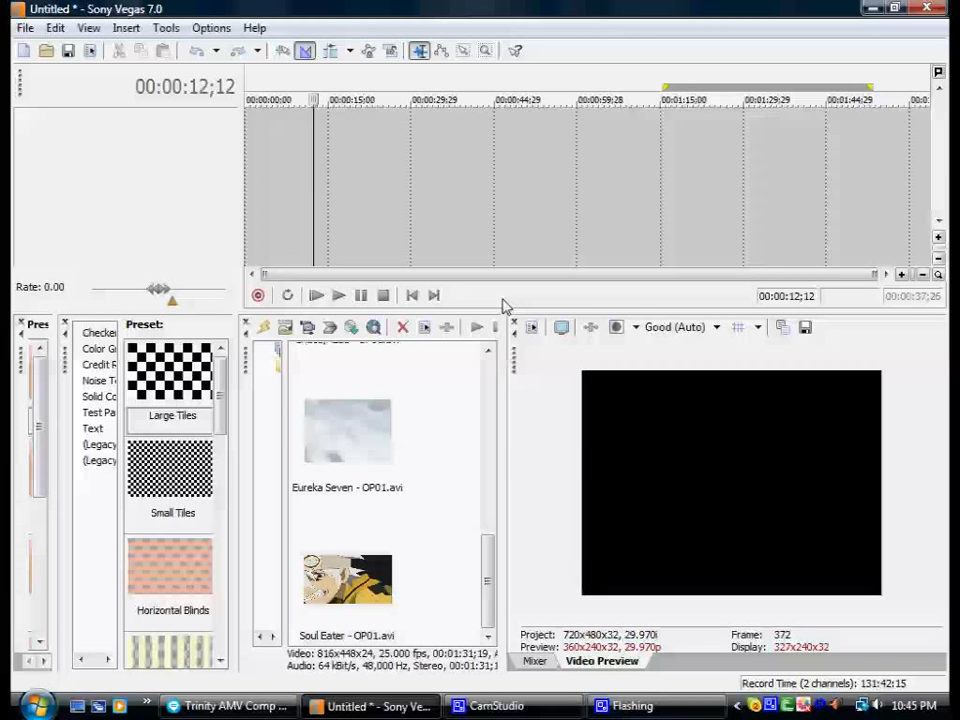 Untitled * - Sony Vegas 7.0
File Edit View Insert Tools Options Help
00:00:12;12
00:00:00;00 00:00:15;00 00:00:29;29 00:00:44;29 00:00:59;28 00:01:15;00 00:01:29;29 00:01:44;29 00:0
Rate: 0.00
00:00:12;12 00:00:37;26
Pres
Preset:
Good (Auto)
Checker
Color Gr
Credit R
Noise T
Solid Co
Test Pa
Text
(Legacy
(Legacy
Large Tiles
Small Tiles
Horizontal Blinds
Eureka Seven - OP01.avi
Soul Eater - OP01.avi
Video: 816x448x24, 25.000 fps, 00:01:31;19,
Audio: 64 kBit/s, 48,000 Hz, Stereo, 00:01:31;1
Project: 720x480x32, 29.970i Frame: 372
Preview: 360x240x32, 29.970p Display: 327x240x32
Mixer Video Preview
Record Time (2 channels): 131:42:15
Trinity AMV Comp ... Untitled * - Sony Ve... CamStudio Flashing 10:45 PM